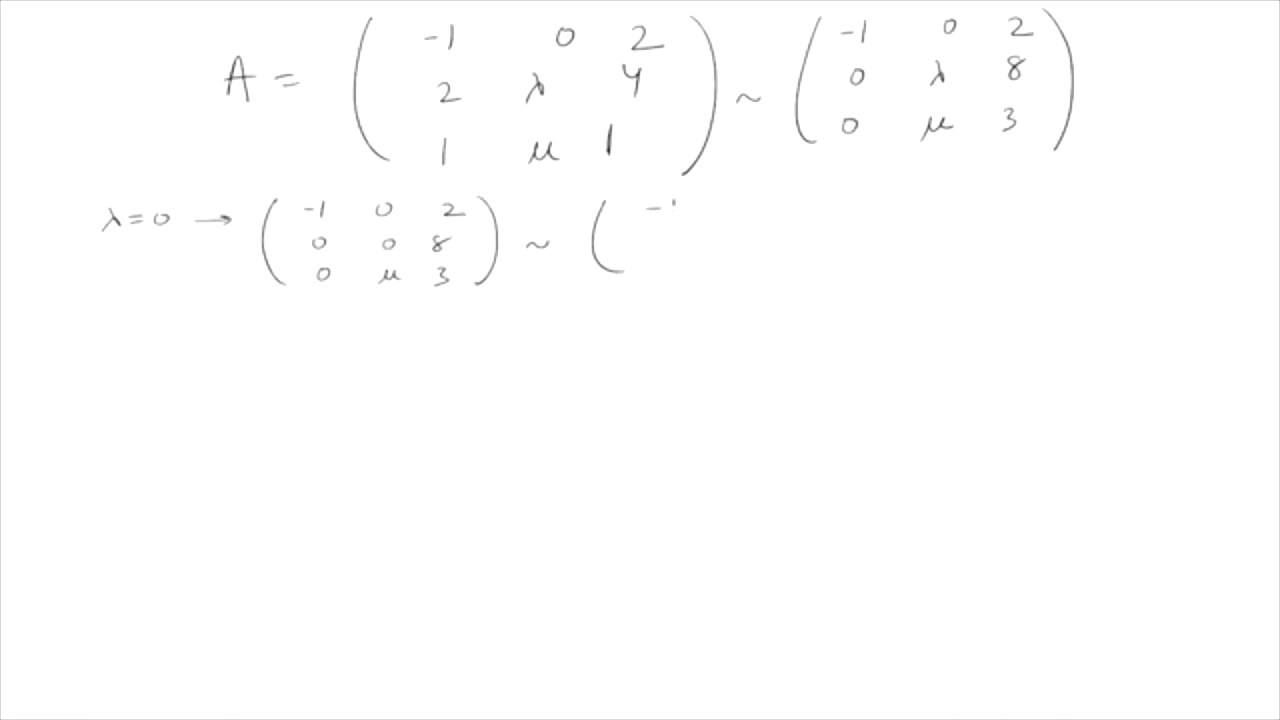 A = ( -1 0 2 ~ ( -1 0 2
2 λ 4 0 λ 8
1 μ 1 ) 0 μ 3 )
λ = 0 → ( -1 0 2 ~ ( -1
0 0 8
0 μ 3 )